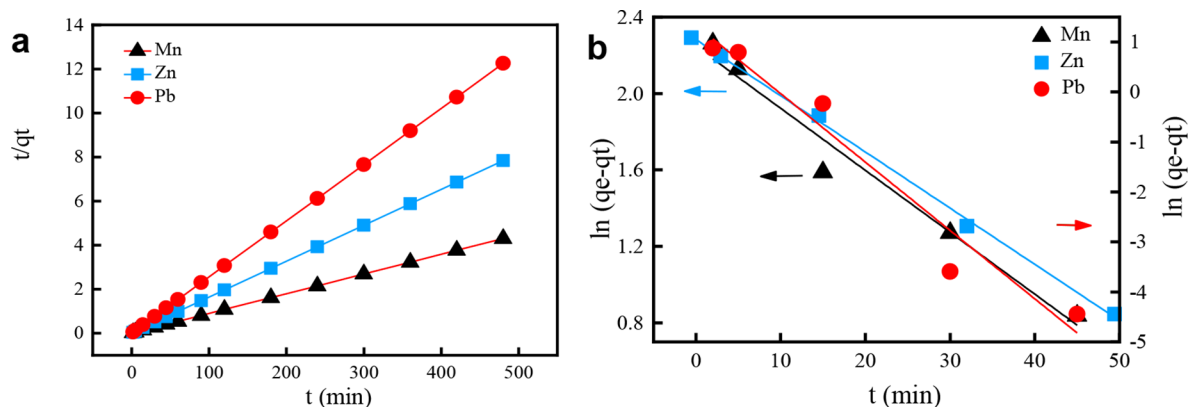 a
14
12
10
8
6
4
2
0
t/qt
Mn
Zn
Pb
0 100 200 300 400 500
t (min)
b
2.4
2.0
1.6
1.2
0.8
ln (qe-qt)
Mn
Zn
Pb
1
0
-1
-2
-3
-4
-5
ln (qe-qt)
0 10 20 30 40 50
t (min)